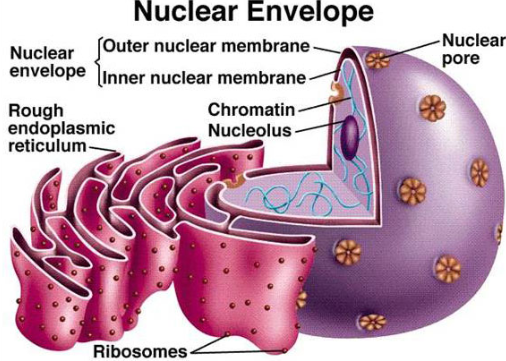 Nuclear Envelope
Nuclear
envelope
Outer nuclear membrane
Inner nuclear membrane
Nuclear
pore
Chromatin
Nucleolus
Rough
endoplasmic
reticulum
Ribosomes